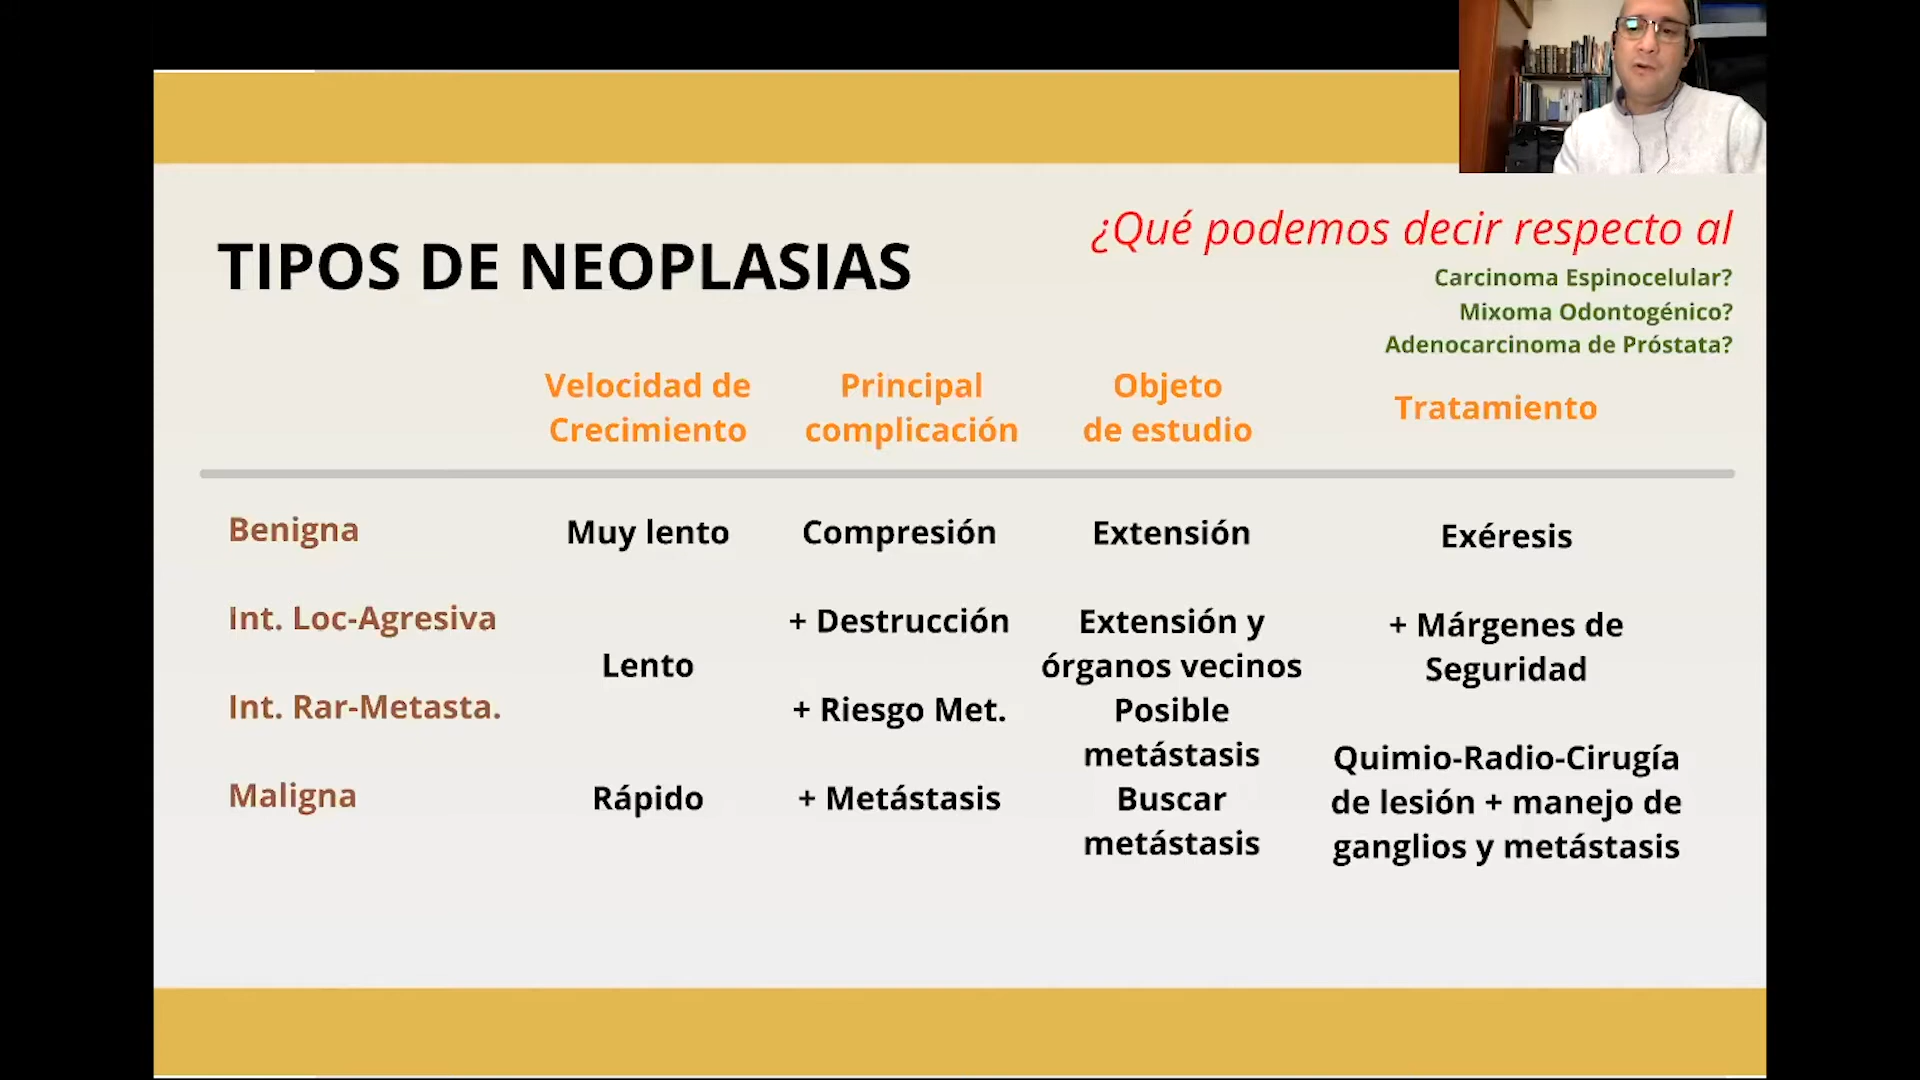 TIPOS DE NEOPLASIAS
¿Qué podemos decir respecto al
Carcinoma Espinocelular?
Mixoma Odontogénico?
Adenocarcinoma de Próstata?
Velocidad de
Crecimiento
Principal
complicación
Objeto
de estudio
Tratamiento
Benigna
Muy lento
Compresión
Extensión
Exéresis
Int. Loc-Agresiva
Lento
+ Destrucción
Extensión y
órganos vecinos
+ Márgenes de
Seguridad
Int. Rar-Metasta.
+ Riesgo Met.
Posible
metástasis
Maligna
Rápido
+ Metástasis
Buscar
metástasis
Quimio-Radio-Cirugía
de lesión + manejo de
ganglios y metástasis